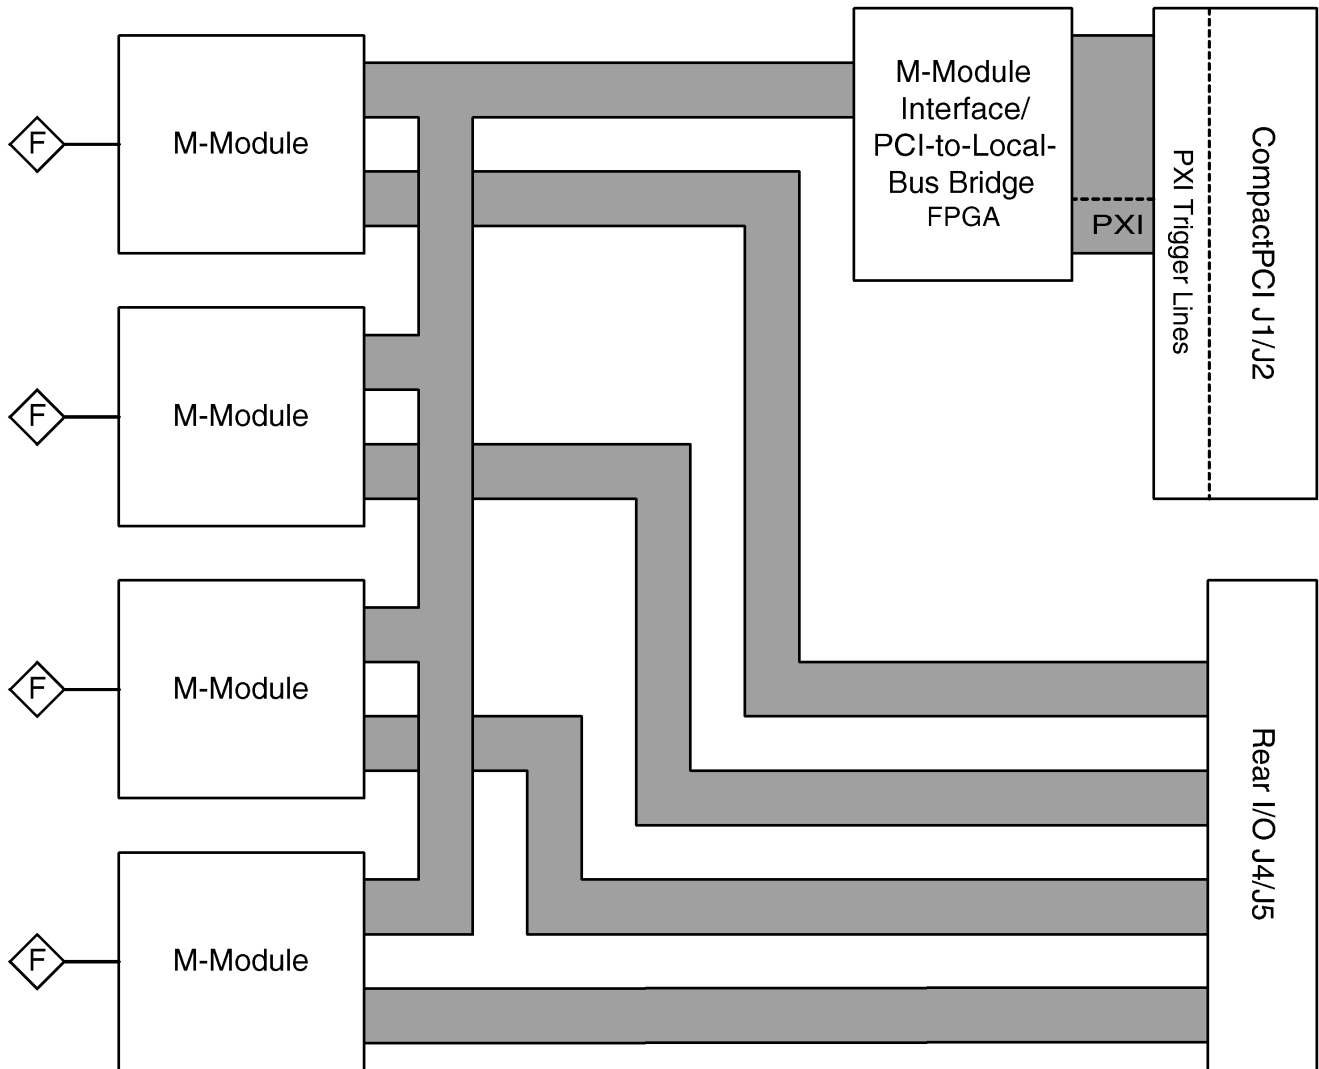 F
M-Module
M-Module
Interface/
PCI-to-Local-
Bus Bridge
FPGA
PXI
PXI Trigger Lines
CompactPCI J1/J2
F
M-Module
F
M-Module
Rear I/O J4/J5
F
M-Module